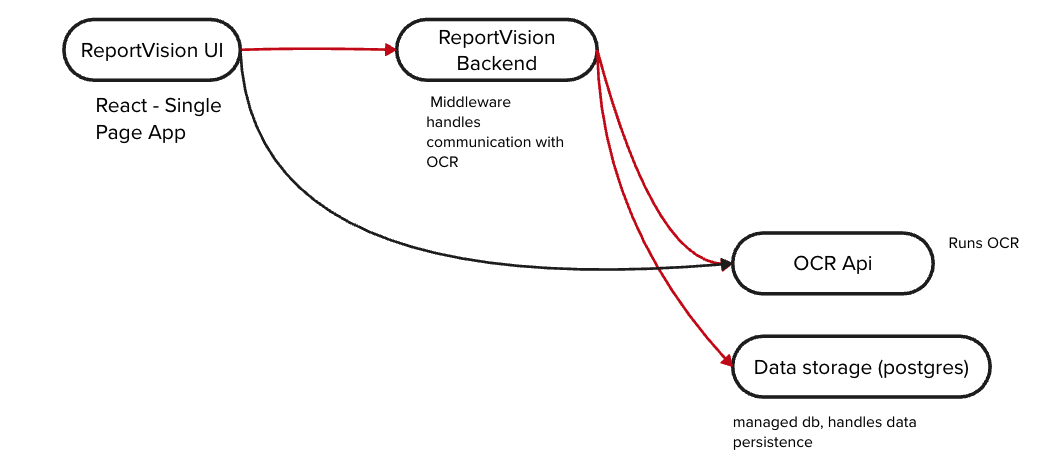 ReportVision UI
React - Single
Page App
ReportVision
Backend
Middleware
handles
communication with
OCR
OCR Api
Runs OCR
Data storage (postgres)
managed db, handles data
persistence